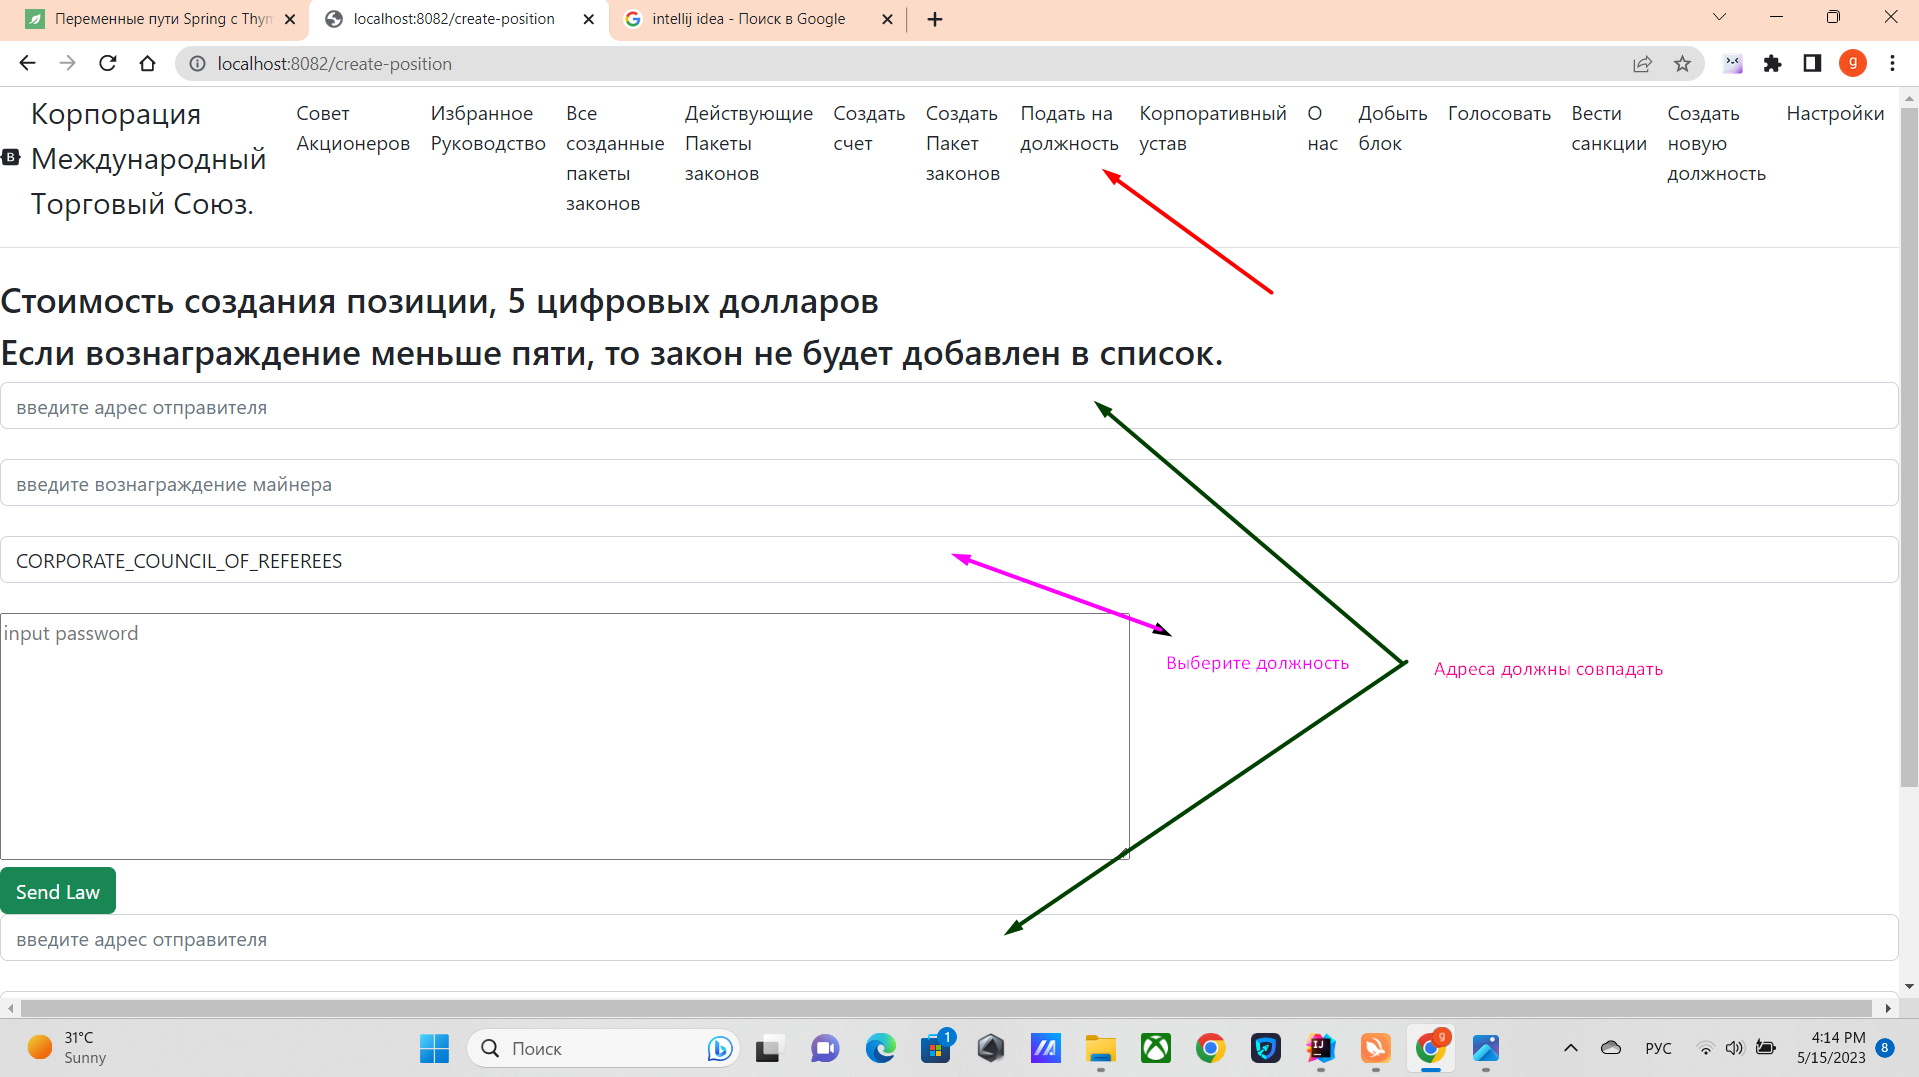 Переменные пути Spring с Thym
localhost:8082/create-position
intellij idea - Поиск в Google
localhost:8082/create-position
g
Корпорация
Международный
Торговый Союз.
B
Совет
Акционеров
Избранное
Руководство
Все
созданные
пакеты
законов
Действующие
Пакеты
законов
Создать
счет
Создать
Пакет
законов
Подать на
должность
Корпоративный
устав
О
нас
Добыть
блок
Голосовать
Вести
санкции
Создать
новую
должность
Настройки
Стоимость создания позиции, 5 цифровых долларов
Если вознаграждение меньше пяти, то закон не будет добавлен в список.
введите адрес отправителя
введите вознаграждение майнера
CORPORATE_COUNCIL_OF_REFEREES
input password
Выберите должность
Адреса должны совпадать
Send Law
введите адрес отправителя
31°C
Sunny
Поиск
1
g
РУС
4:14 PM
5/15/2023
8